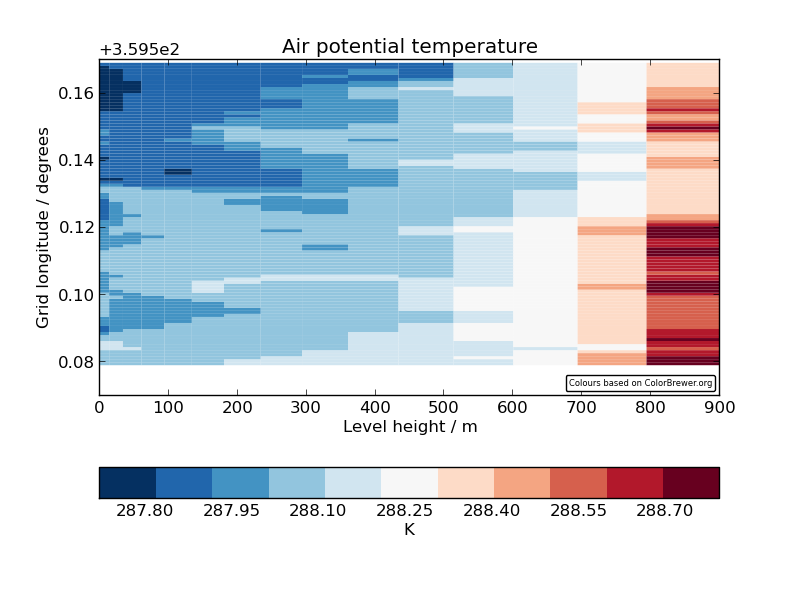 +3.595e2
Air potential temperature
Grid longitude / degrees
0.16
0.14
0.12
0.10
0.08
Colours based on ColorBrewer.org
0 100 200 300 400 500 600 700 800 900
Level height / m
287.80 287.95 288.10 288.25 288.40 288.55 288.70
K